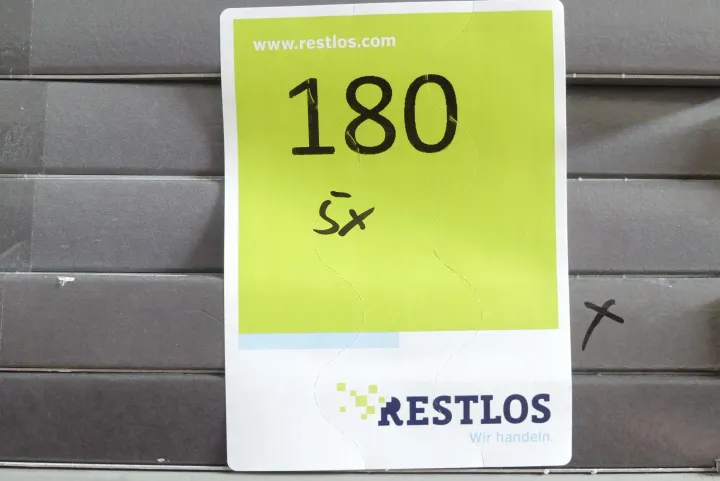 www.restlos.com
180
5x
x
RESTLOS
Wir handeln.